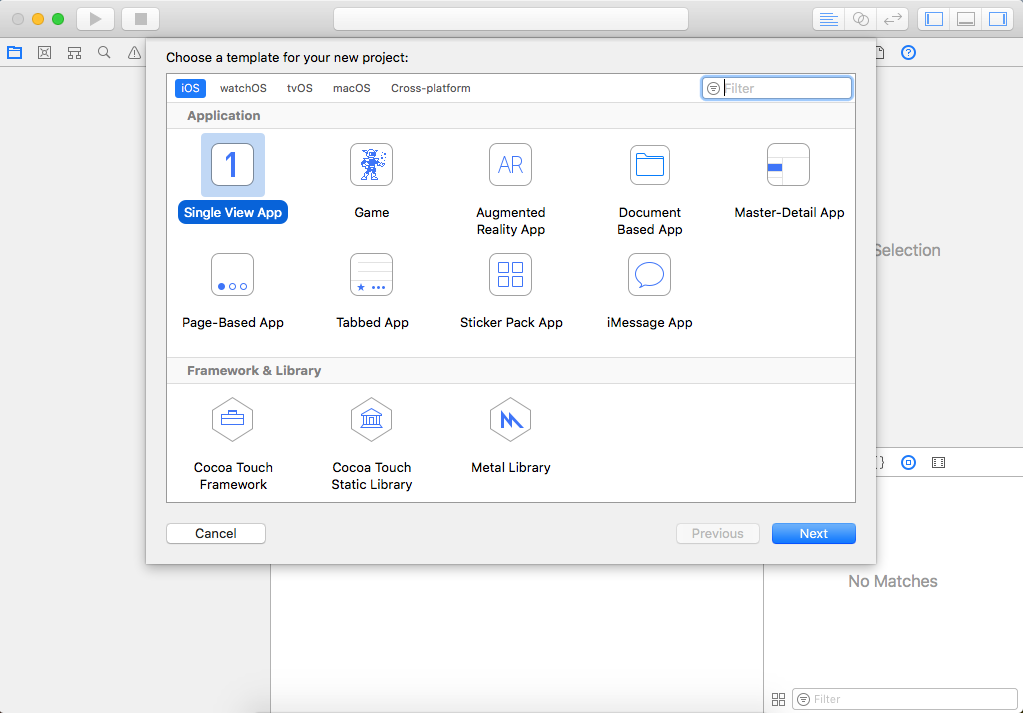 Choose a template for your new project:
iOS watchOS tvOS macOS Cross-platform Filter
Application
1
AR
Single View App
Game
Augmented
Reality App
Document
Based App
Master-Detail App
Selection
Page-Based App
Tabbed App
Sticker Pack App
iMessage App
Framework & Library
Cocoa Touch
Framework
Cocoa Touch
Static Library
Metal Library
Cancel
Previous
Next
No Matches
Filter